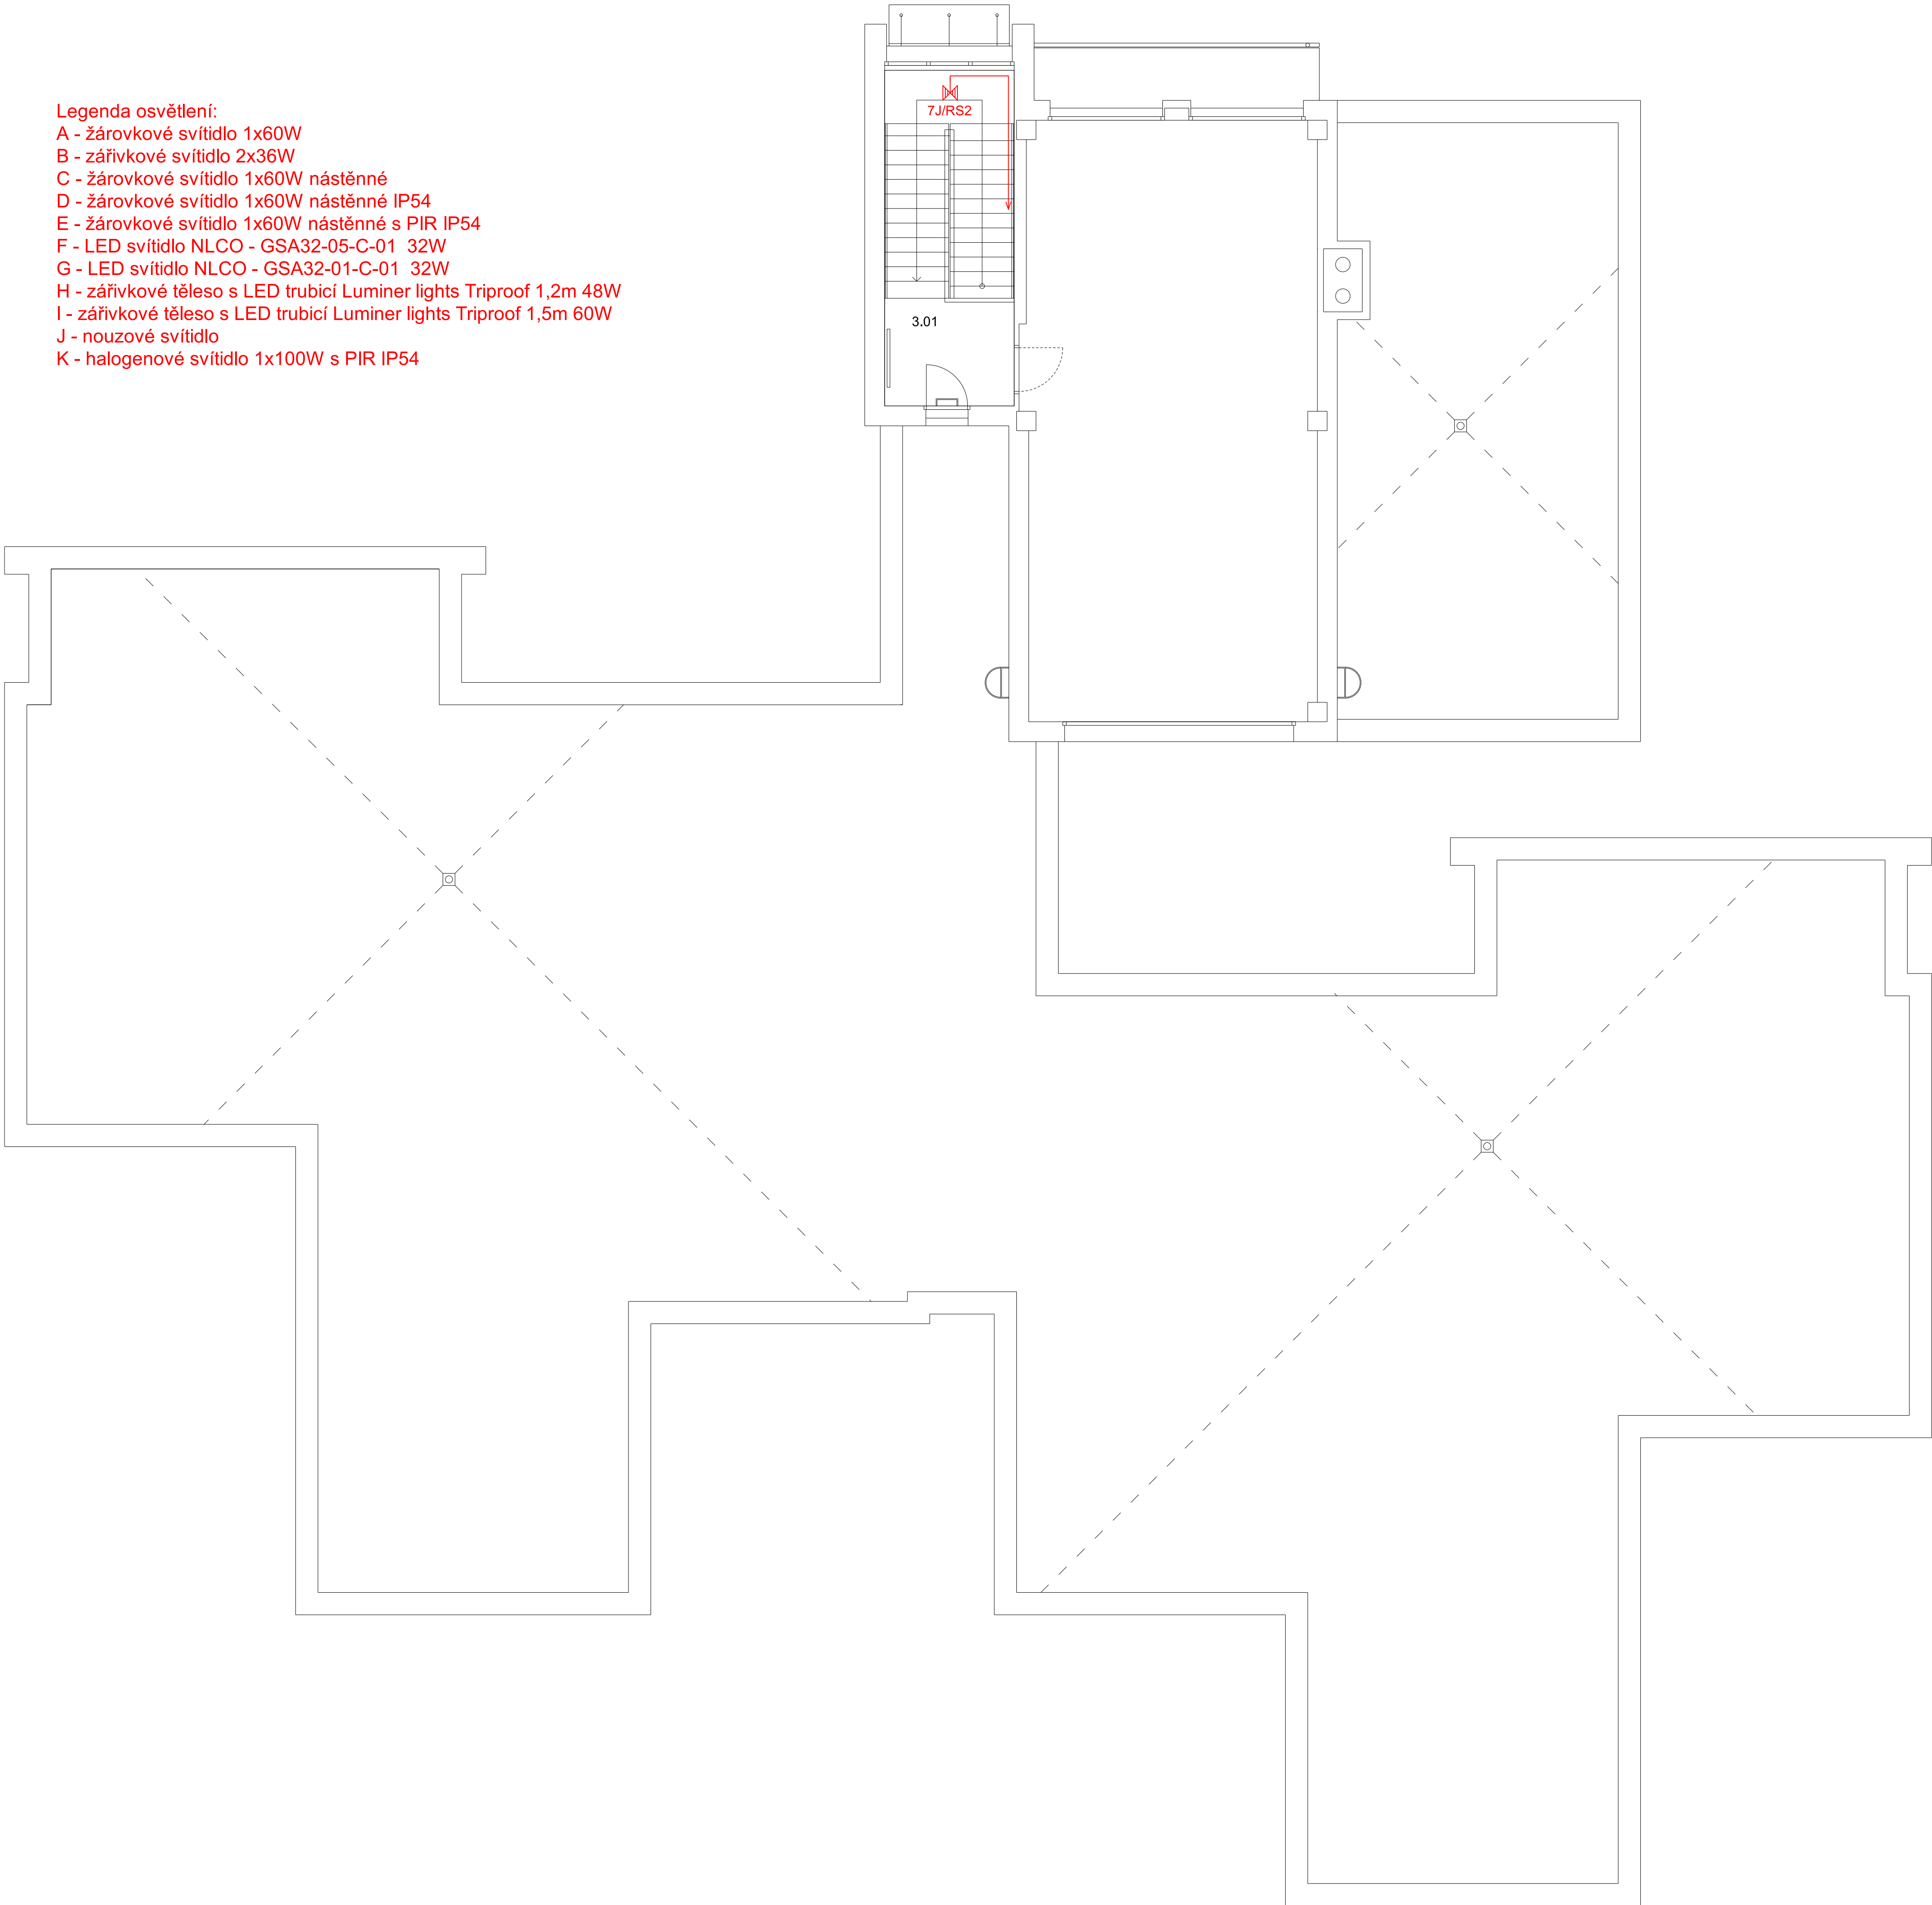 Legenda osvětlení:
A - žárovkové svítidlo 1x60W
B - zářivkové svítidlo 2x36W
C - žárovkové svítidlo 1x60W nástěnné
D - žárovkové svítidlo 1x60W nástěnné IP54
E - žárovkové svítidlo 1x60W nástěnné s PIR IP54
F - LED svítidlo NLCO - GSA32-05-C-01  32W
G - LED svítidlo NLCO - GSA32-01-C-01  32W
H - zářivkové těleso s LED trubicí Luminer lights Triproof 1,2m 48W
I - zářivkové těleso s LED trubicí Luminer lights Triproof 1,5m 60W
J - nouzové svítidlo
K - halogenové svítidlo 1x100W s PIR IP54
7J/RS2
3.01